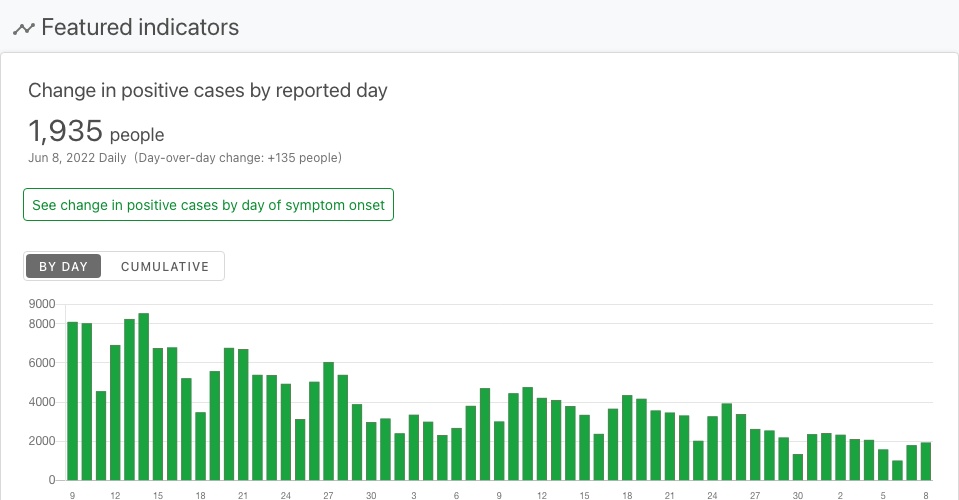 Featured indicators
Change in positive cases by reported day
1,935 people
Jun 8, 2022 Daily (Day-over-day change: +135 people)
See change in positive cases by day of symptom onset
BY DAY CUMULATIVE
9000
8000
6000
4000
2000
0
9 12 15 18 21 24 27 30 3 6 9 12 15 18 21 24 27 30 2 5 8